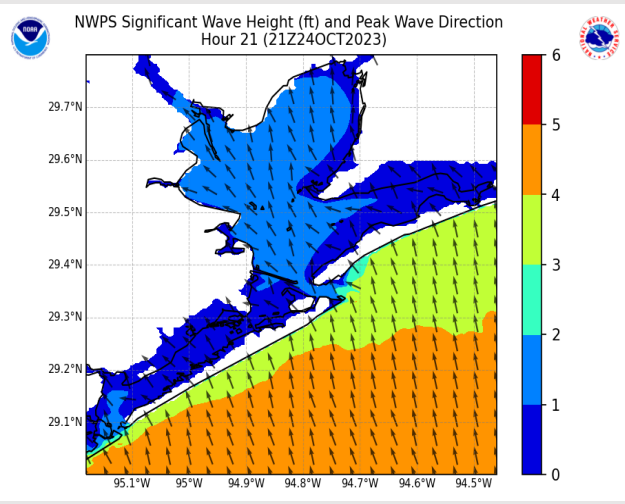 NWPS Significant Wave Height (ft) and Peak Wave Direction
Hour 21 (21Z24OCT2023)
NOAA
29.7°N
29.6°N
29.5°N
29.4°N
29.3°N
29.2°N
29.1°N
95.1°W 95°W 94.9°W 94.8°W 94.7°W 94.6°W 94.5°W
6
5
4
3
2
1
0